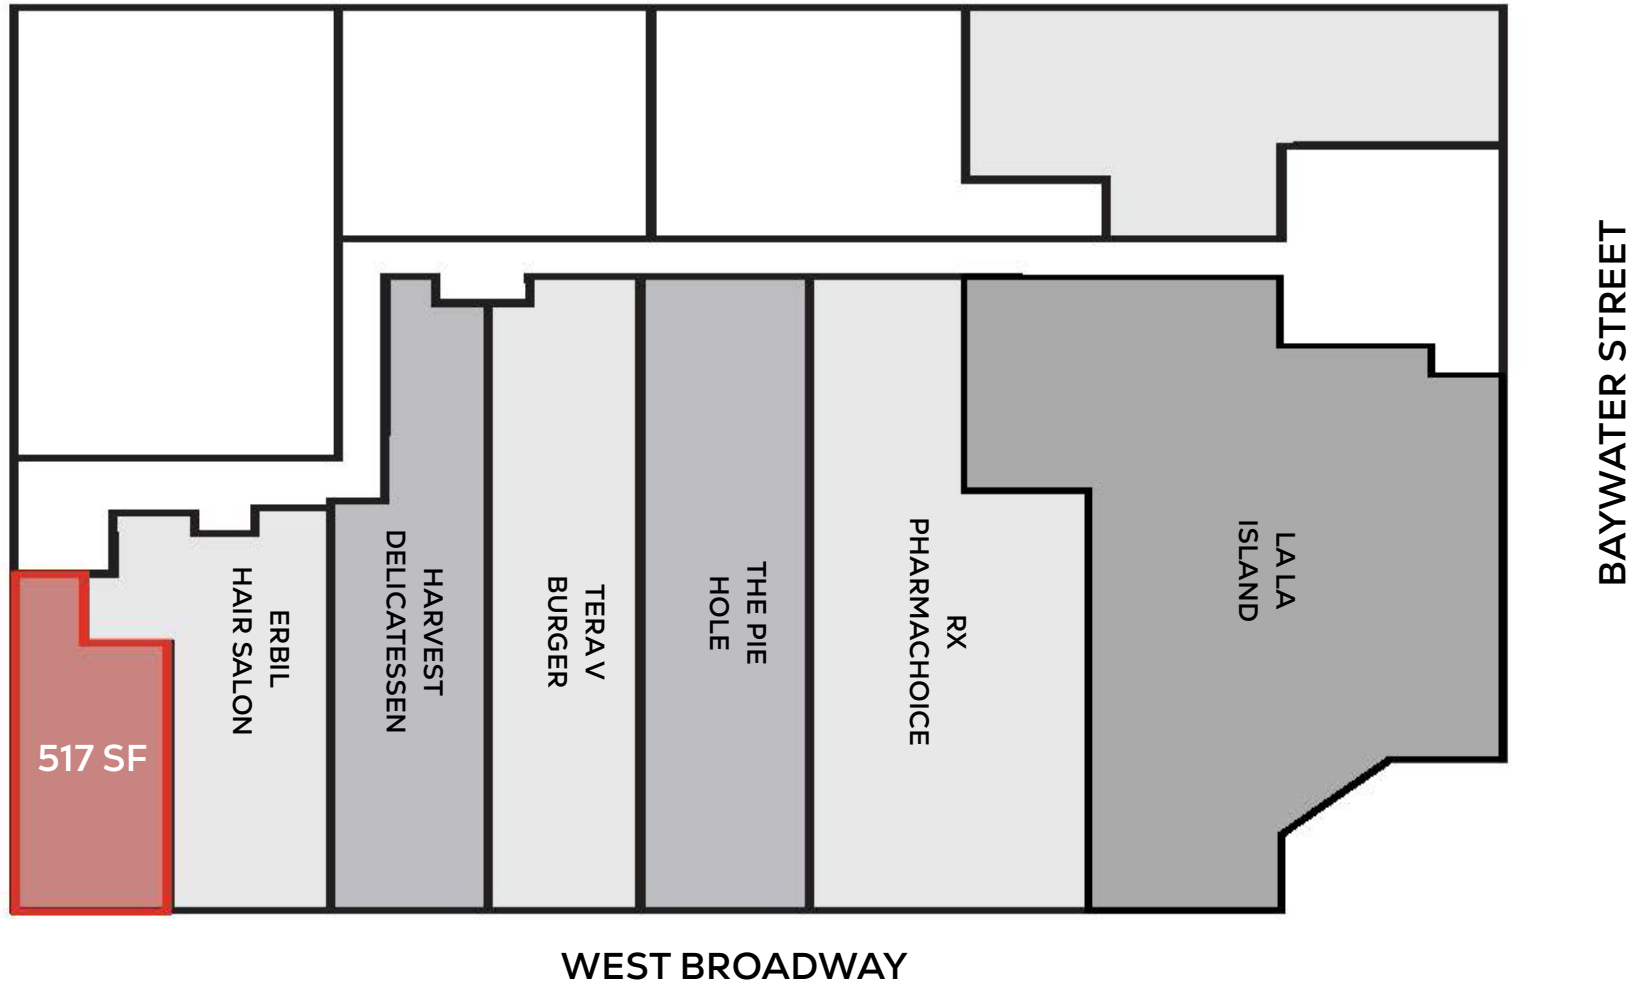 517 SF
ERBIL
HAIR SALON
HARVEST
DELICATESSEN
TERA V
BURGER
THE PIE
HOLE
RX
PHARMACHOICE
LA LA
ISLAND
BAYWATER STREET
WEST BROADWAY